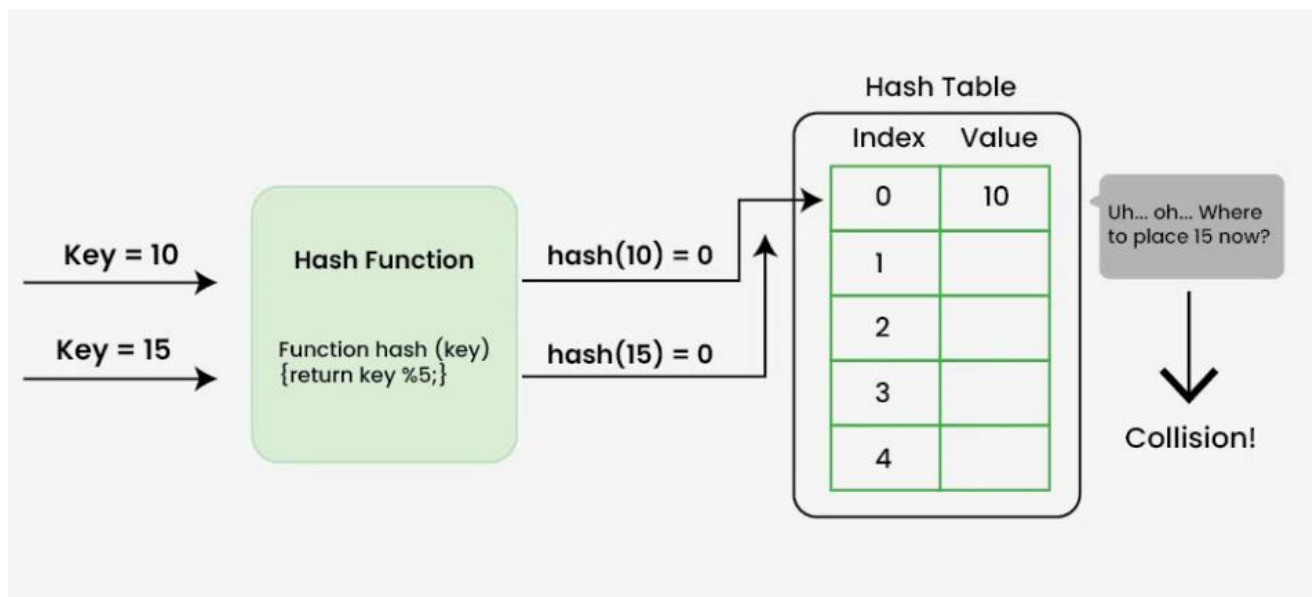 Key = 10
Key = 15
Hash Function
Function hash (key)
{return key %5;}
hash(10) = 0
hash(15) = 0
Hash Table
Index Value
0 10
1
2
3
4
Uh... oh... Where
to place 15 now?
Collision!